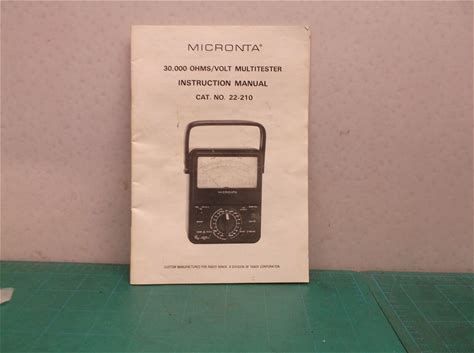 MICRONTA®
30,000 OHMS/VOLT MULTITESTER
INSTRUCTION MANUAL
CAT. NO. 22-210
MICRONTA
CUSTOM MANUFACTURED FOR RADIO SHACK, A DIVISION OF TANDY CORPORATION